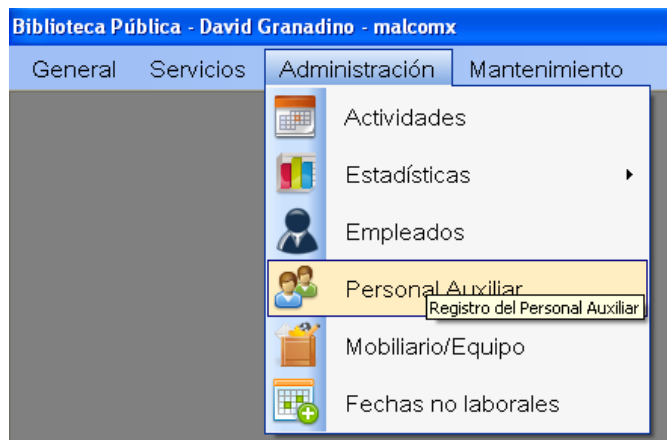 Biblioteca Pública - David Granadino - malcomx
General Servicios Administración Mantenimiento
Actividades
Estadísticas
Empleados
Personal Auxiliar
Registro del Personal Auxiliar
Mobiliario/Equipo
Fechas no laborales